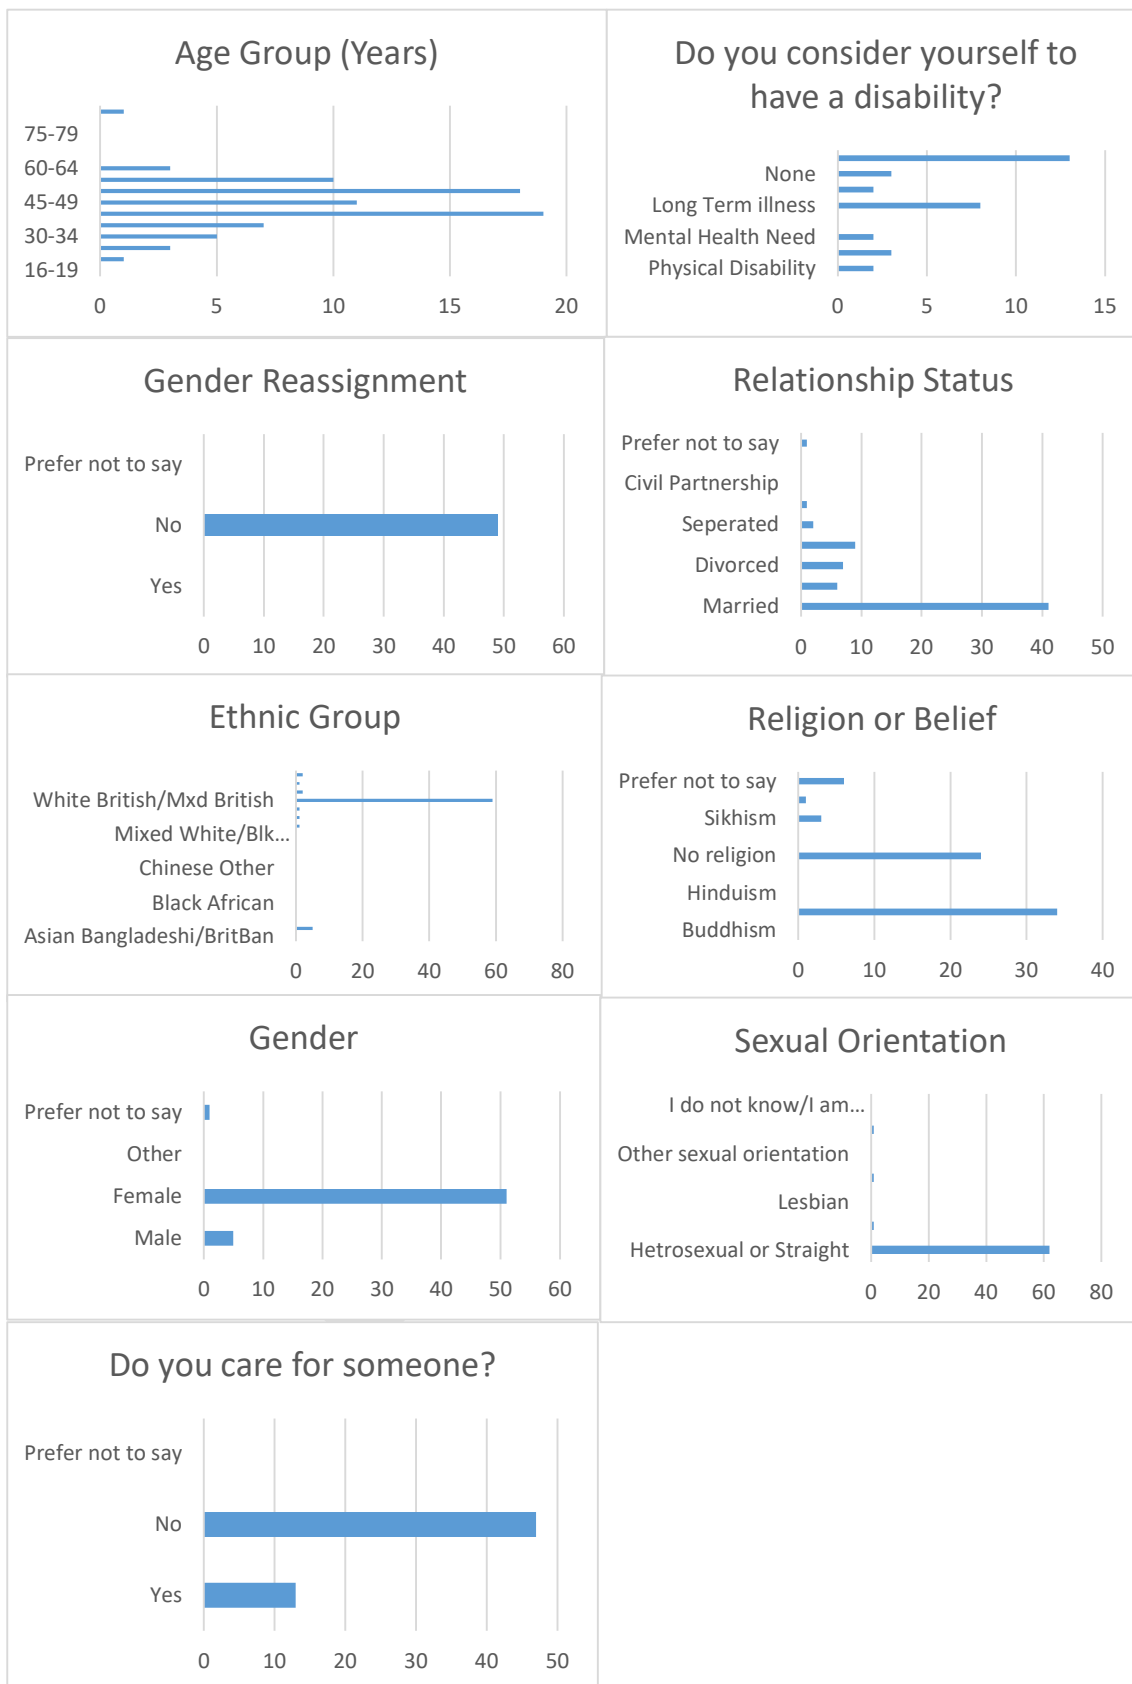 Age Group (Years)
75-79
60-64
45-49
30-34
16-19
0 5 10 15 20
Do you consider yourself to
have a disability?
None
Long Term illness
Mental Health Need
Physical Disability
0 5 10 15
Gender Reassignment
Prefer not to say
No
Yes
0 10 20 30 40 50 60
Relationship Status
Prefer not to say
Civil Partnership
Seperated
Divorced
Married
0 10 20 30 40 50
Ethnic Group
White British/Mxd British
Mixed White/Blk...
Chinese Other
Black African
Asian Bangladeshi/BritBan
0 20 40 60 80
Religion or Belief
Prefer not to say
Sikhism
No religion
Hinduism
Buddhism
0 10 20 30 40
Gender
Prefer not to say
Other
Female
Male
0 10 20 30 40 50 60
Sexual Orientation
I do not know/I am...
Other sexual orientation
Lesbian
Hetrosexual or Straight
0 20 40 60 80
Do you care for someone?
Prefer not to say
No
Yes
0 10 20 30 40 50